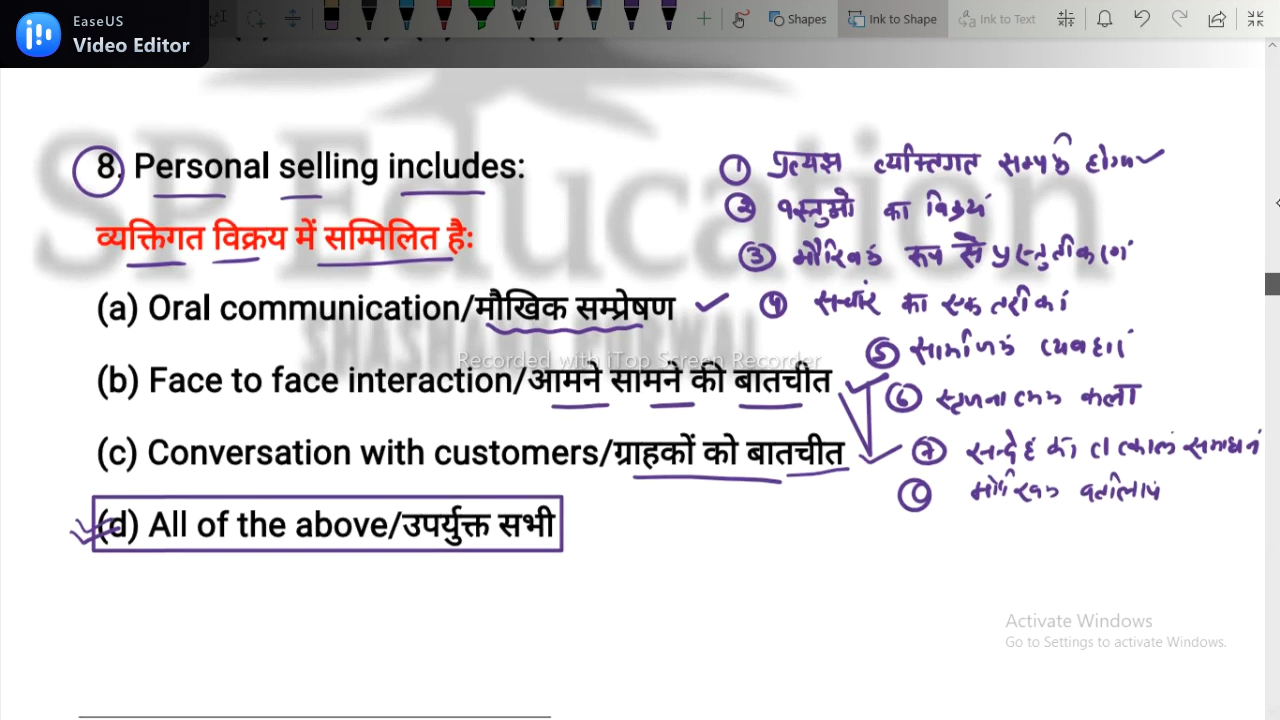 EaseUS
Video Editor
Shapes
Ink to Shape
Ink to Text
SP Education
8. Personal selling includes:
व्यक्तिगत विक्रय में सम्मिलित है:
(a) Oral communication/मौखिक सम्प्रेषण
Recorded with iTop Screen Recorder
(b) Face to face interaction/आमने सामने की बातचीत
(c) Conversation with customers/ग्राहकों को बातचीत
(d) All of the above/उपर्युक्त सभी
① प्रत्यक्ष व्यक्तिगत सम्पर्क होना
② वस्तुओ का विक्रय
③ मौखिक रूप से प्रस्तुतीकरण
④ संचार का एक तरीका
⑤ सामाजिक व्यवहार
⑥ सृजनात्मक कला
⑦ सन्देह का तत्काल समाधान
मौखिक वार्तालाप
Activate Windows
Go to Settings to activate Windows.